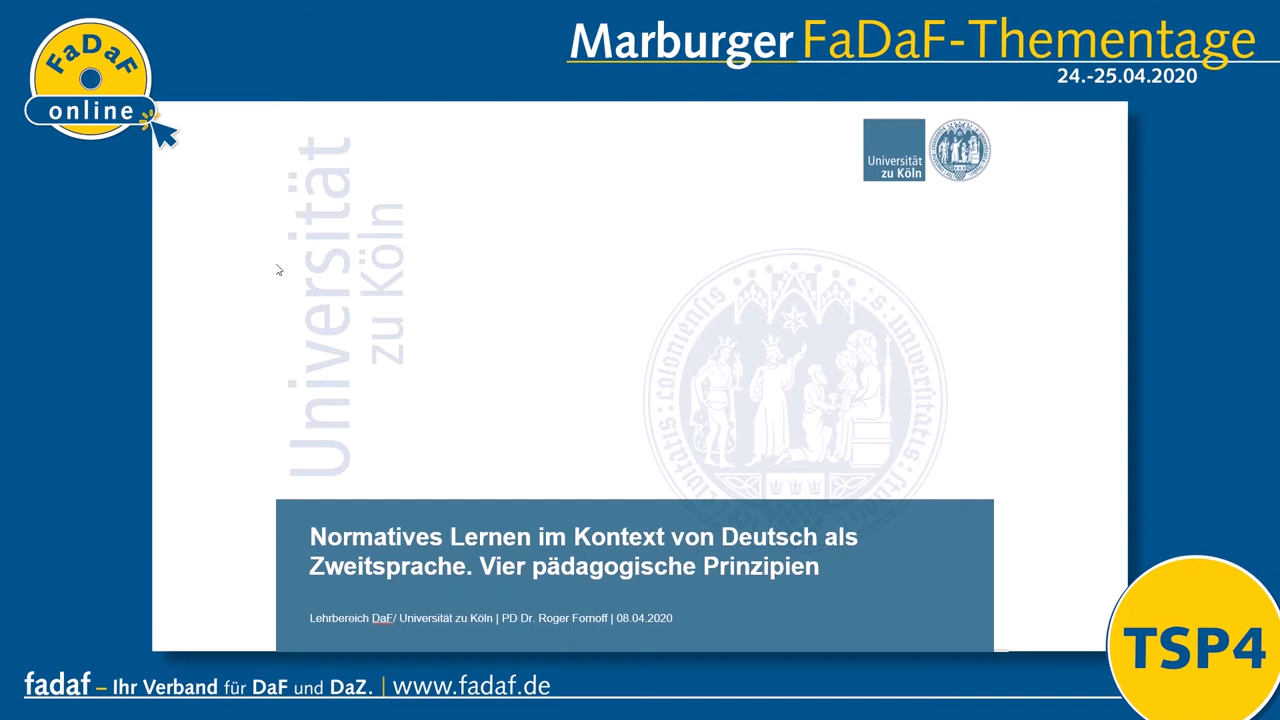 FaDaF
online
Marburger FaDaF-Thementage
24.-25.04.2020
Universität
zu Köln
Universität
zu Köln
Normatives Lernen im Kontext von Deutsch als
Zweitsprache. Vier pädagogische Prinzipien
Lehrbereich DaF/ Universität zu Köln | PD Dr. Roger Fornoff | 08.04.2020
TSP4
fadaf – Ihr Verband für DaF und DaZ. | www.fadaf.de